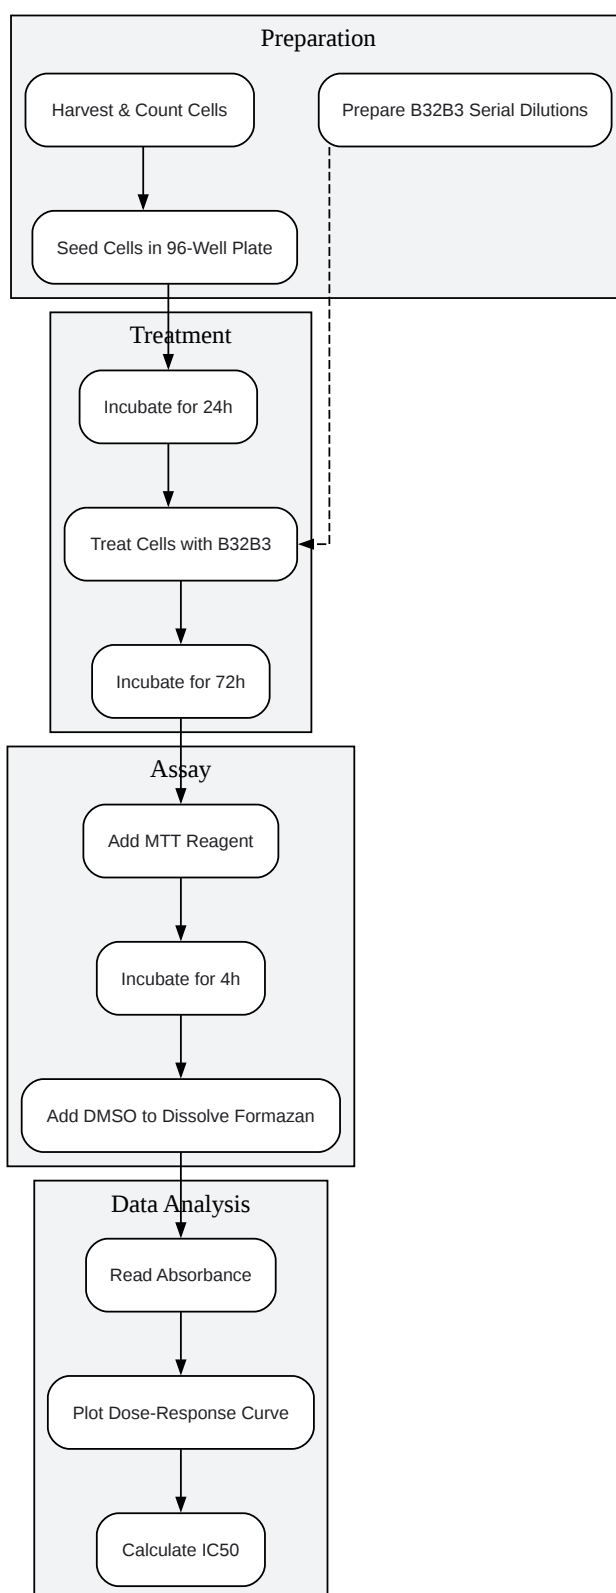 Preparation
Harvest & Count Cells
Prepare B32B3 Serial Dilutions
Seed Cells in 96-Well Plate
Treatment
Incubate for 24h
Treat Cells with B32B3
Incubate for 72h
Assay
Add MTT Reagent
Incubate for 4h
Add DMSO to Dissolve Formazan
Data Analysis
Read Absorbance
Plot Dose-Response Curve
Calculate IC50